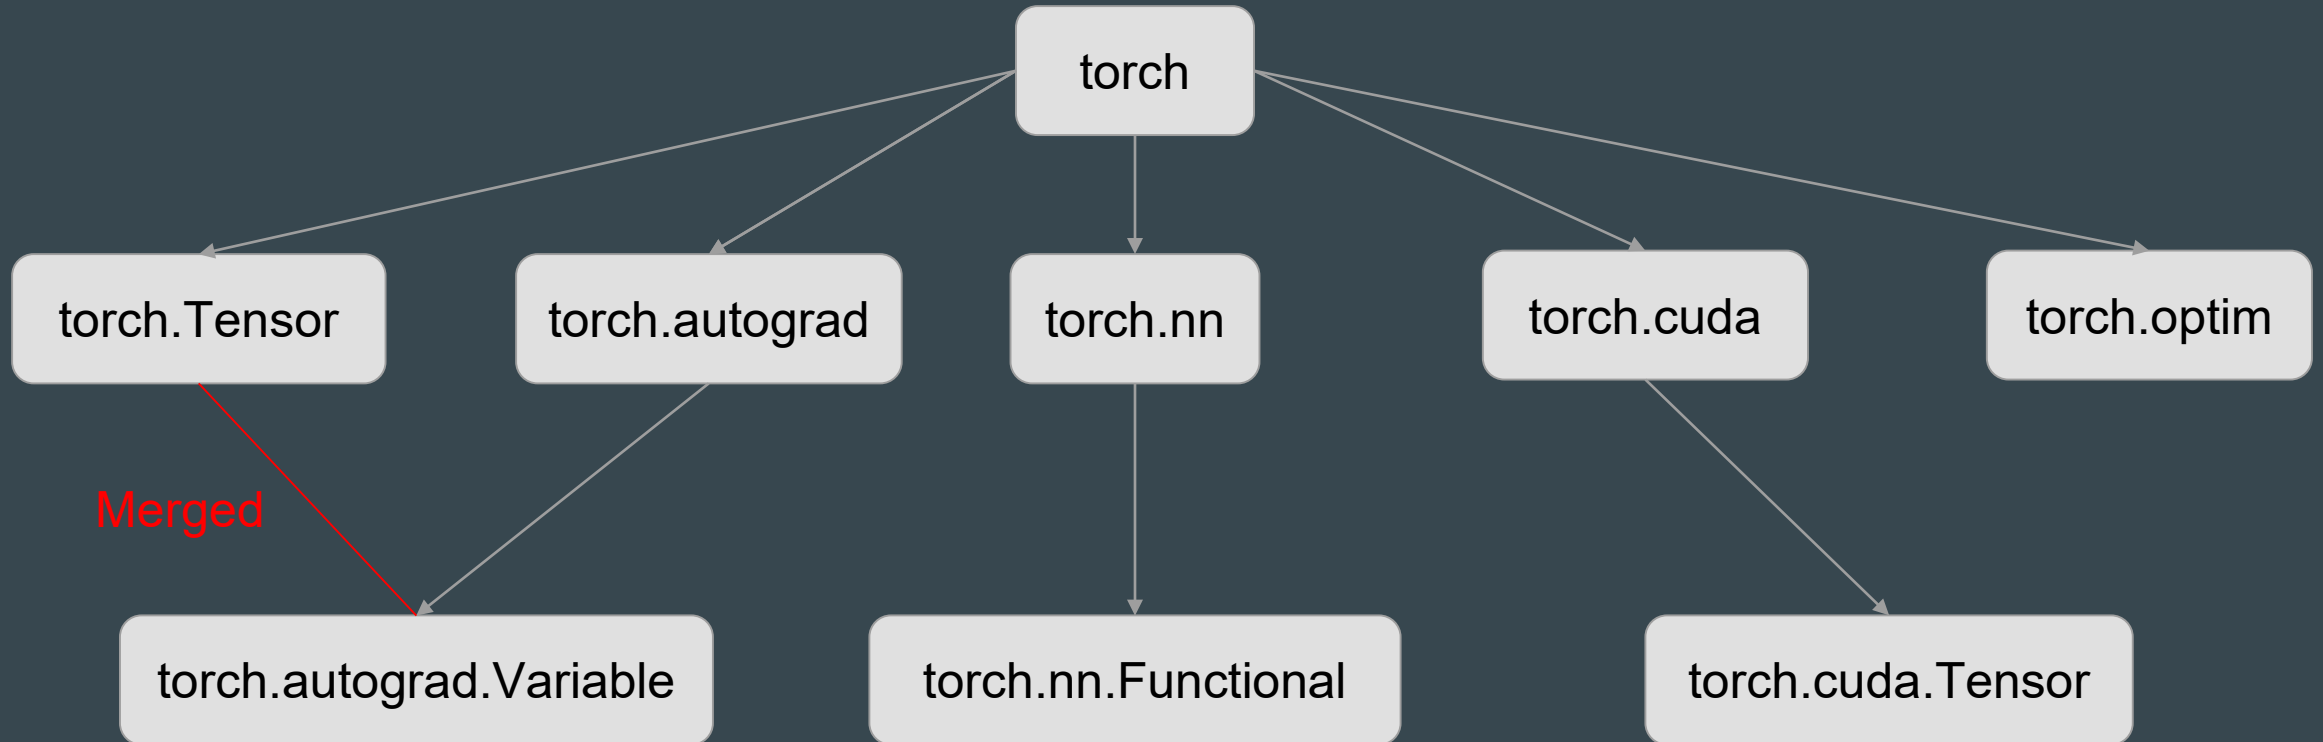 torch
torch.Tensor
torch.autograd
torch.nn
torch.cuda
torch.optim
Merged
torch.autograd.Variable
torch.nn.Functional
torch.cuda.Tensor